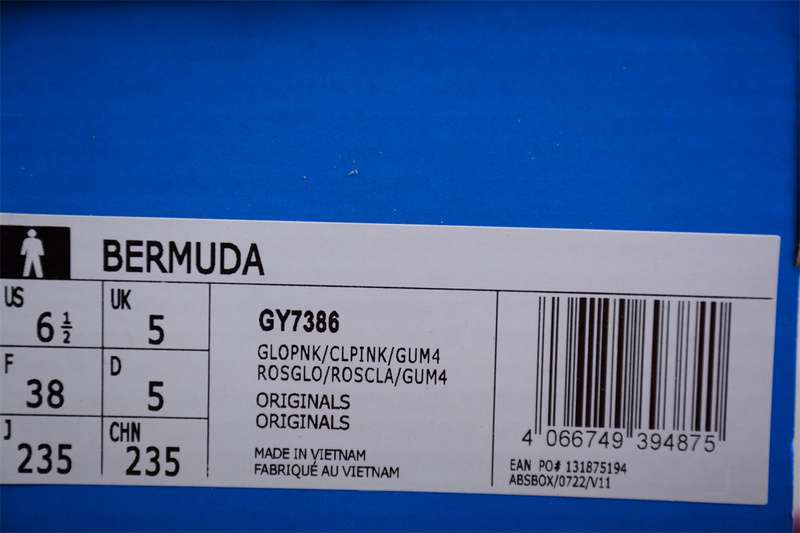 BERMUDA
US
6 1/2
UK
5
F
38
D
5
J
235
CHN
235
GY7386
GLOPNK/CLPINK/GUM4
ROSGLO/ROSCLA/GUM4
ORIGINALS
ORIGINALS
MADE IN VIETNAM
FABRIQUÉ AU VIETNAM
4 066749 394875
EAN PO# 131875194
ABSBOX/0722/V11